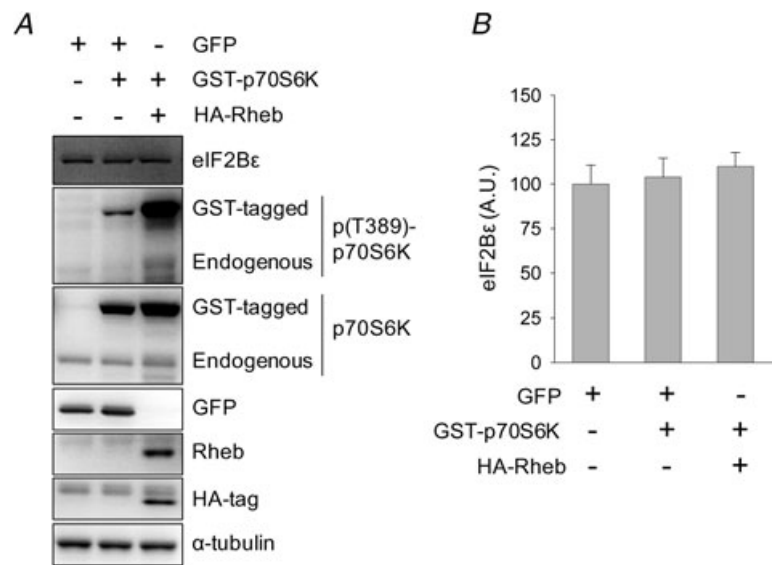 A
+ + - GFP
- + + GST-p70S6K
- - + HA-Rheb
eIF2Bε
GST-tagged
p(T389)-
p70S6K
Endogenous
GST-tagged
p70S6K
Endogenous
GFP
Rheb
HA-tag
α-tubulin
B
eIF2Bε (A.U.)
150
125
100
75
50
25
0
GFP + + -
GST-p70S6K - + +
HA-Rheb - - +